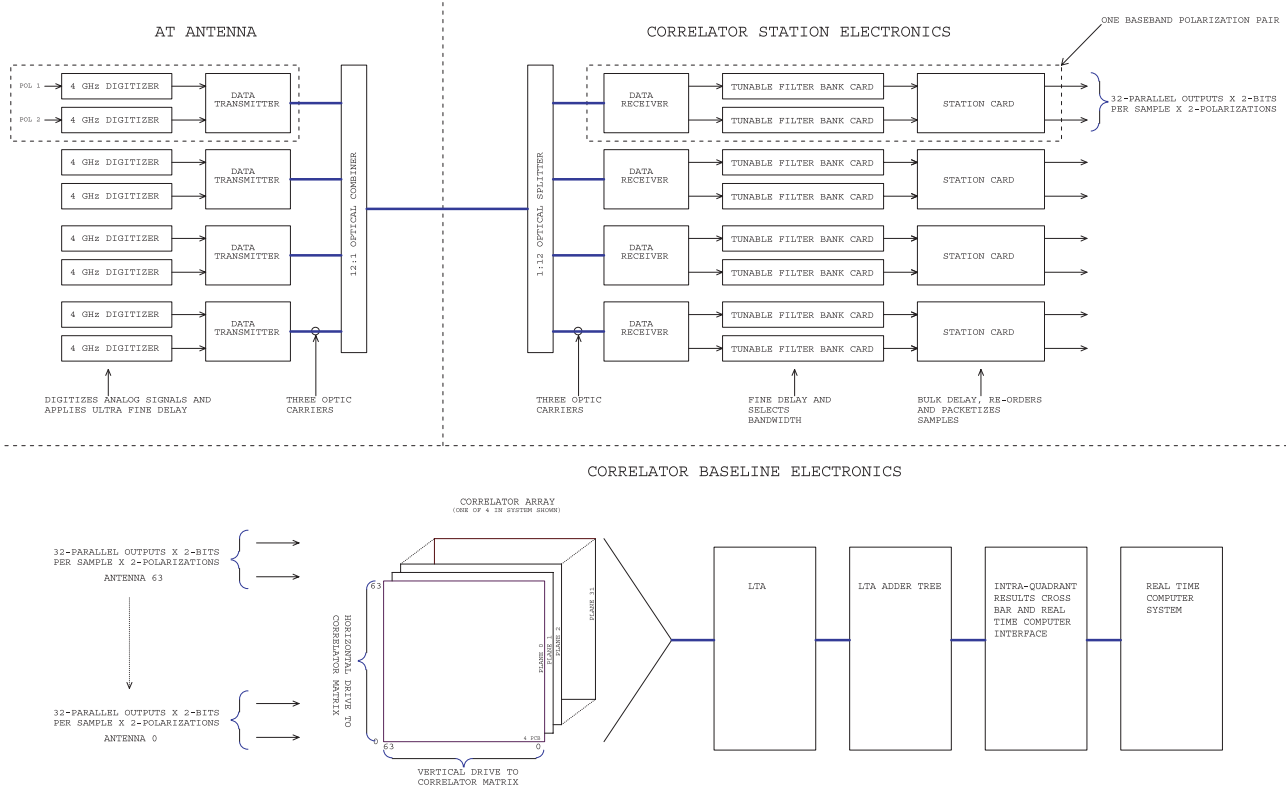 AT ANTENNA
CORRELATOR STATION ELECTRONICS
ONE BASEBAND POLARIZATION PAIR
POL 1
4 GHz DIGITIZER
POL 2
4 GHz DIGITIZER
DATA
TRANSMITTER
4 GHz DIGITIZER
4 GHz DIGITIZER
DATA
TRANSMITTER
4 GHz DIGITIZER
4 GHz DIGITIZER
DATA
TRANSMITTER
4 GHz DIGITIZER
4 GHz DIGITIZER
DATA
TRANSMITTER
12:1 OPTICAL COMBINER
DIGITIZES ANALOG SIGNALS AND
APPLIES ULTRA FINE DELAY
THREE OPTIC
CARRIERS
1:12 OPTICAL SPLITTER
DATA
RECEIVER
TUNABLE FILTER BANK CARD
TUNABLE FILTER BANK CARD
STATION CARD
32-PARALLEL OUTPUTS X 2-BITS
PER SAMPLE X 2-POLARIZATIONS
DATA
RECEIVER
TUNABLE FILTER BANK CARD
TUNABLE FILTER BANK CARD
STATION CARD
DATA
RECEIVER
TUNABLE FILTER BANK CARD
TUNABLE FILTER BANK CARD
STATION CARD
DATA
RECEIVER
TUNABLE FILTER BANK CARD
TUNABLE FILTER BANK CARD
STATION CARD
THREE OPTIC
CARRIERS
FINE DELAY AND
SELECTS
BANDWIDTH
BULK DELAY, RE-ORDERS
AND PACKETIZES
SAMPLES
CORRELATOR BASELINE ELECTRONICS
CORRELATOR ARRAY
(ONE OF 4 IN SYSTEM SHOWN)
32-PARALLEL OUTPUTS X 2-BITS
PER SAMPLE X 2-POLARIZATIONS
ANTENNA 63
32-PARALLEL OUTPUTS X 2-BITS
PER SAMPLE X 2-POLARIZATIONS
ANTENNA 0
HORIZONTAL DRIVE TO
CORRELATOR MATRIX
63
0
63
0
4 PCB
PLANE 0
PLANE 1
PLANE 2
PLANE 31
VERTICAL DRIVE TO
CORRELATOR MATRIX
LTA
LTA ADDER TREE
INTRA-QUADRANT
RESULTS CROSS
BAR AND REAL
TIME COMPUTER
INTERFACE
REAL TIME
COMPUTER
SYSTEM